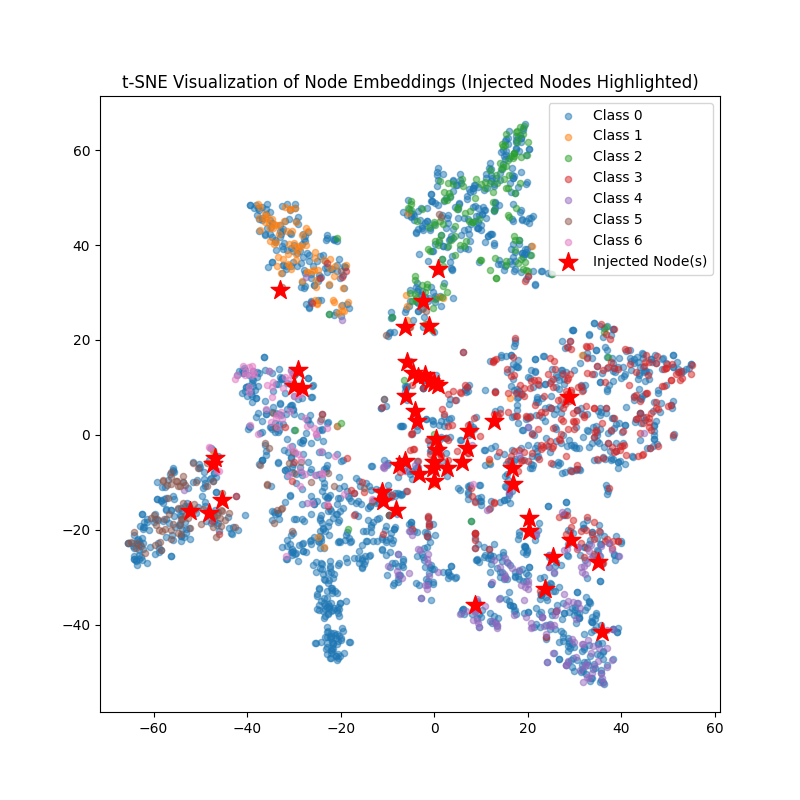 t-SNE Visualization of Node Embeddings (Injected Nodes Highlighted)
Class 0
Class 1
Class 2
Class 3
Class 4
Class 5
Class 6
Injected Node(s)
60
40
20
0
−20
−40
−60 −40 −20 0 20 40 60